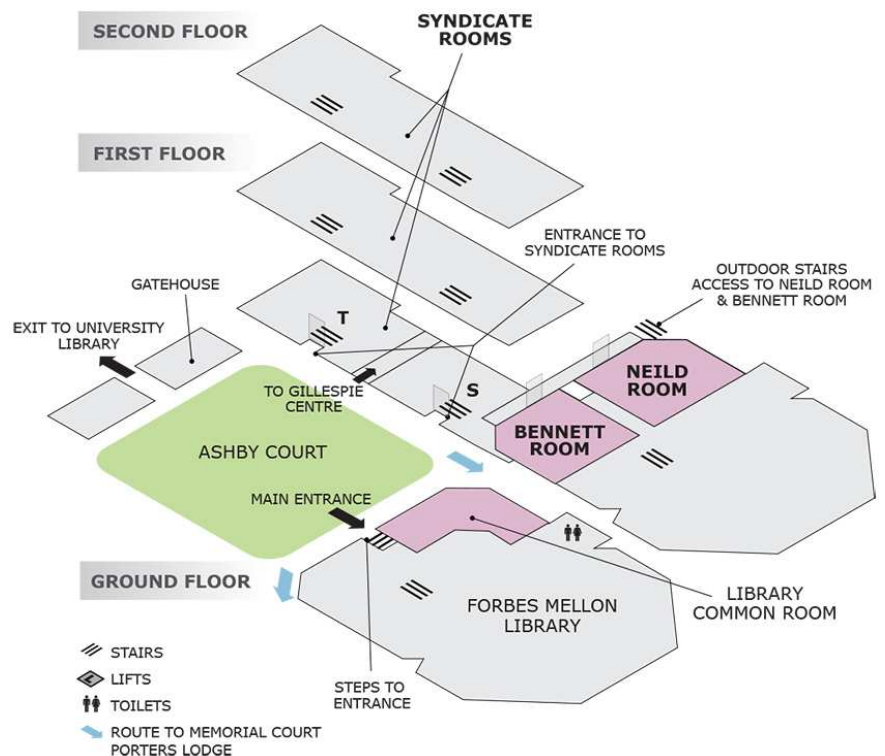 SECOND FLOOR
SYNDICATE
ROOMS
FIRST FLOOR
ENTRANCE TO
SYNDICATE ROOMS
OUTDOOR STAIRS
ACCESS TO NEILD ROOM
& BENNETT ROOM
GATEHOUSE
EXIT TO UNIVERSITY
LIBRARY
T
TO GILLESPIE
CENTRE
S
NEILD
ROOM
BENNETT
ROOM
ASHBY COURT
MAIN ENTRANCE
GROUND FLOOR
FORBES MELLON
LIBRARY
LIBRARY
COMMON ROOM
STEPS TO
ENTRANCE
STAIRS
LIFTS
TOILETS
ROUTE TO MEMORIAL COURT
PORTERS LODGE